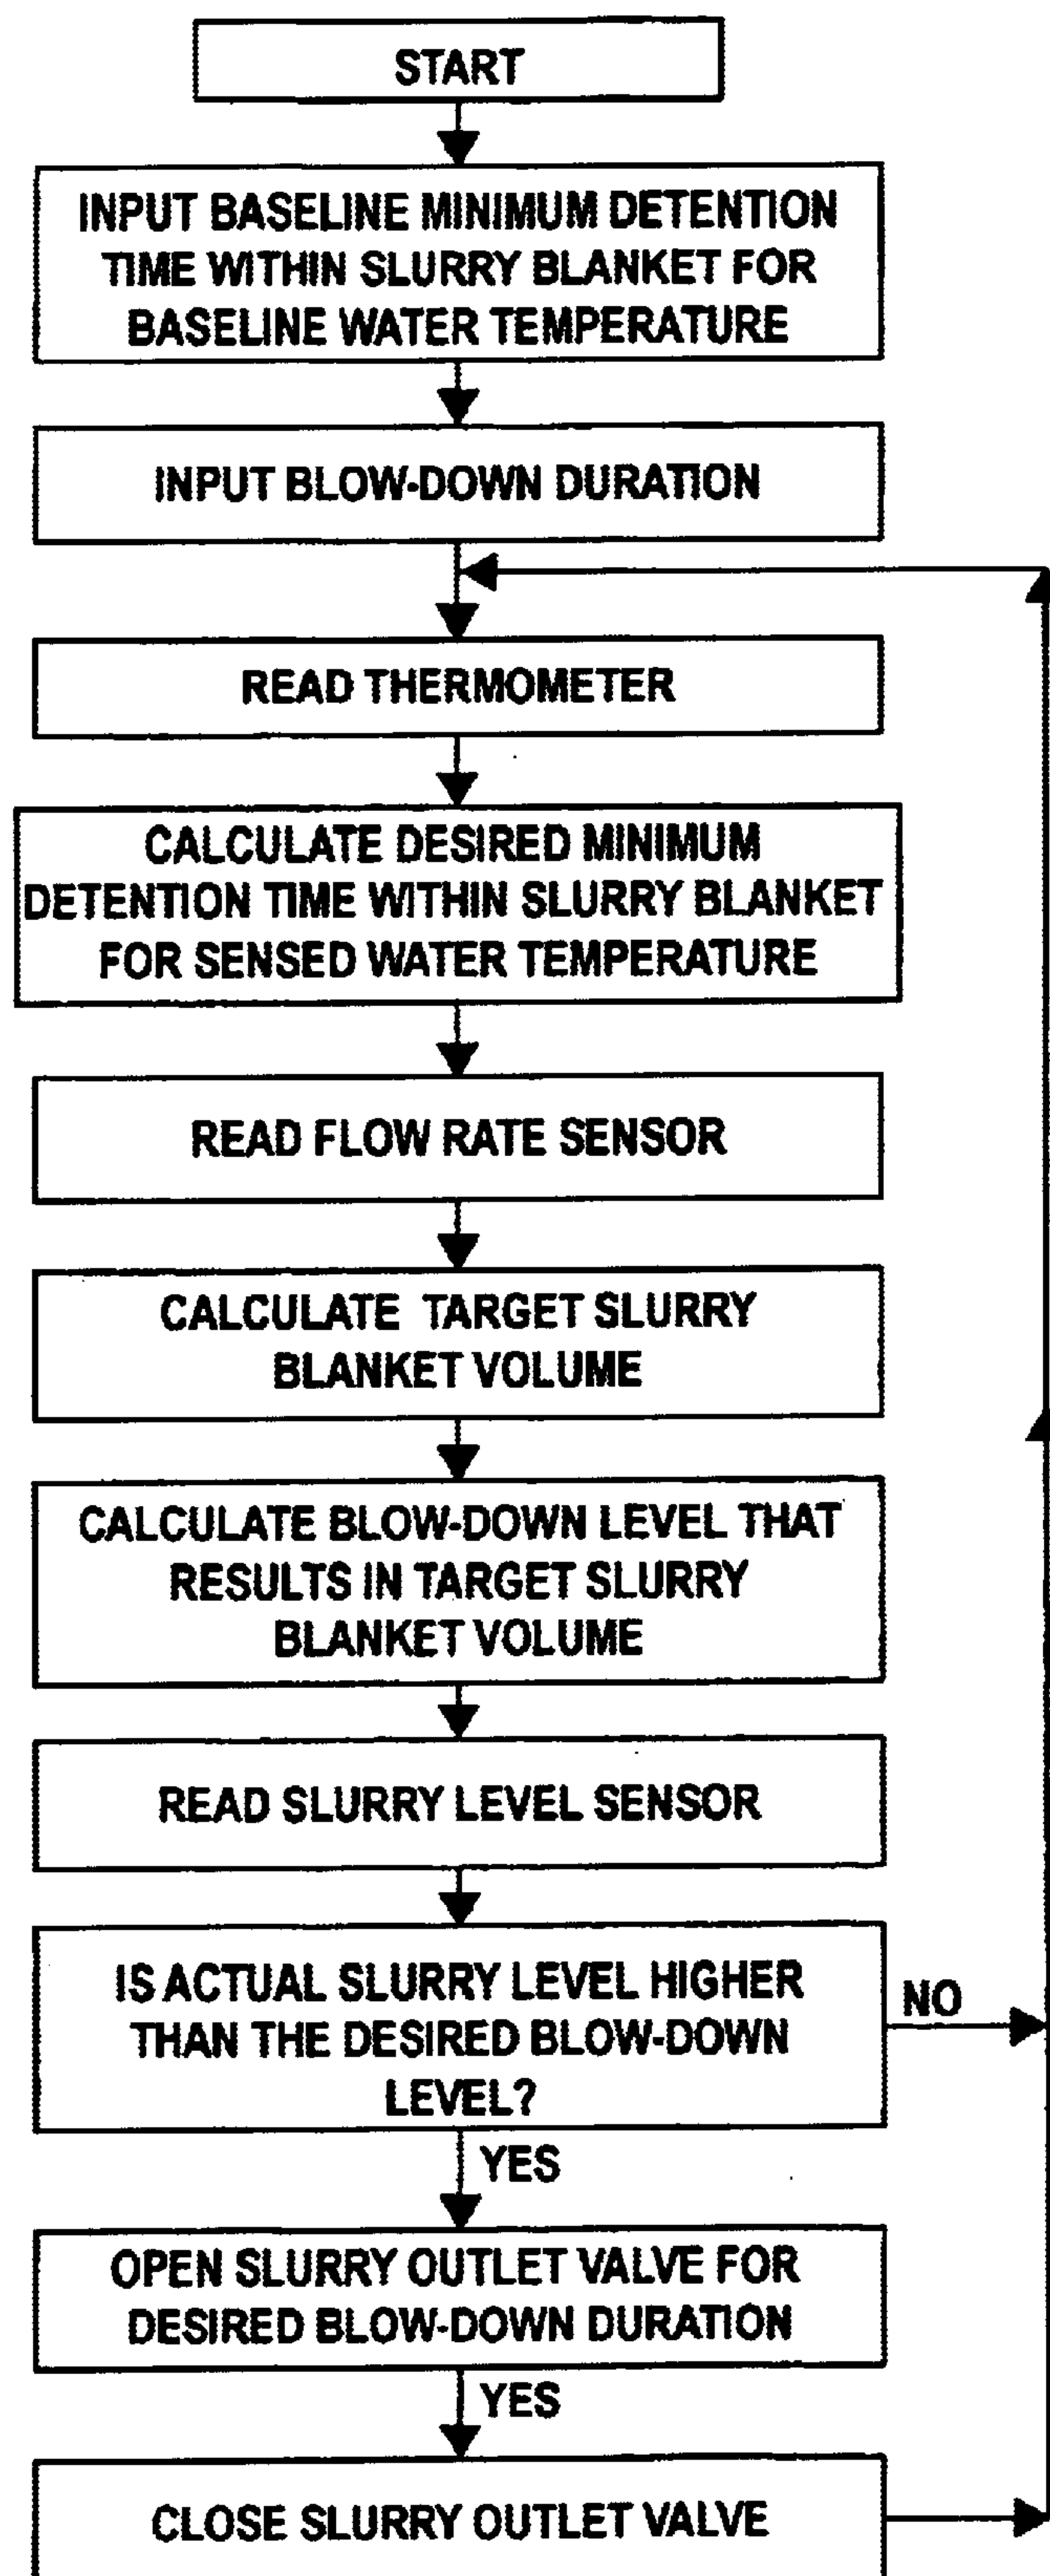 START
INPUT BASELINE MINIMUM DETENTION
TIME WITHIN SLURRY BLANKET FOR
BASELINE WATER TEMPERATURE
INPUT BLOW-DOWN DURATION
READ THERMOMETER
CALCULATE DESIRED MINIMUM
DETENTION TIME WITHIN SLURRY BLANKET
FOR SENSED WATER TEMPERATURE
READ FLOW RATE SENSOR
CALCULATE TARGET SLURRY
BLANKET VOLUME
CALCULATE BLOW-DOWN LEVEL THAT
RESULTS IN TARGET SLURRY
BLANKET VOLUME
READ SLURRY LEVEL SENSOR
IS ACTUAL SLURRY LEVEL HIGHER
THAN THE DESIRED BLOW-DOWN
LEVEL?
NO
YES
OPEN SLURRY OUTLET VALVE FOR
DESIRED BLOW-DOWN DURATION
YES
CLOSE SLURRY OUTLET VALVE